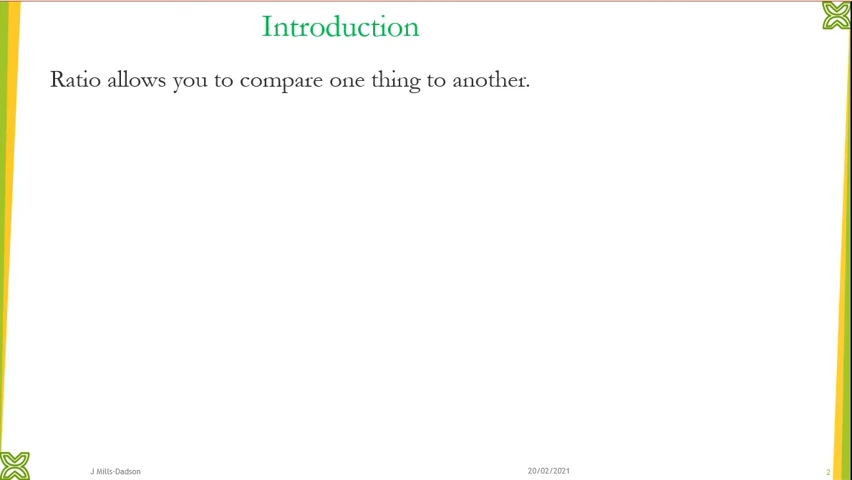 Introduction
Ratio allows you to compare one thing to another.
J Mills-Dadson
20/02/2021
2